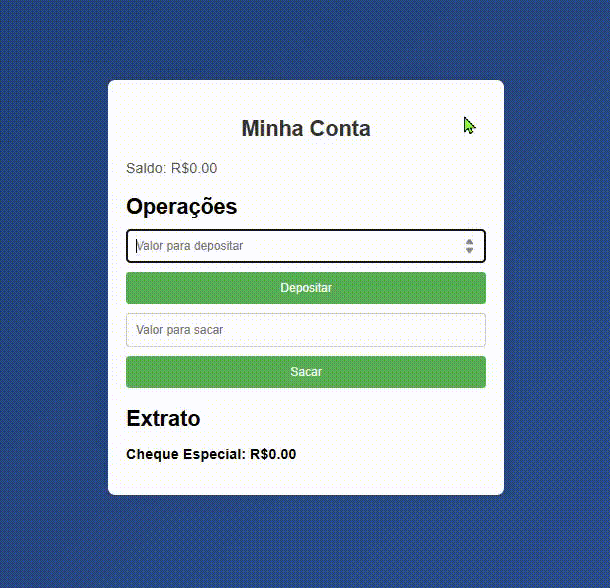 Minha Conta
Saldo: R$0.00
Operações
Valor para depositar
Depositar
Valor para sacar
Sacar
Extrato
Cheque Especial: R$0.00